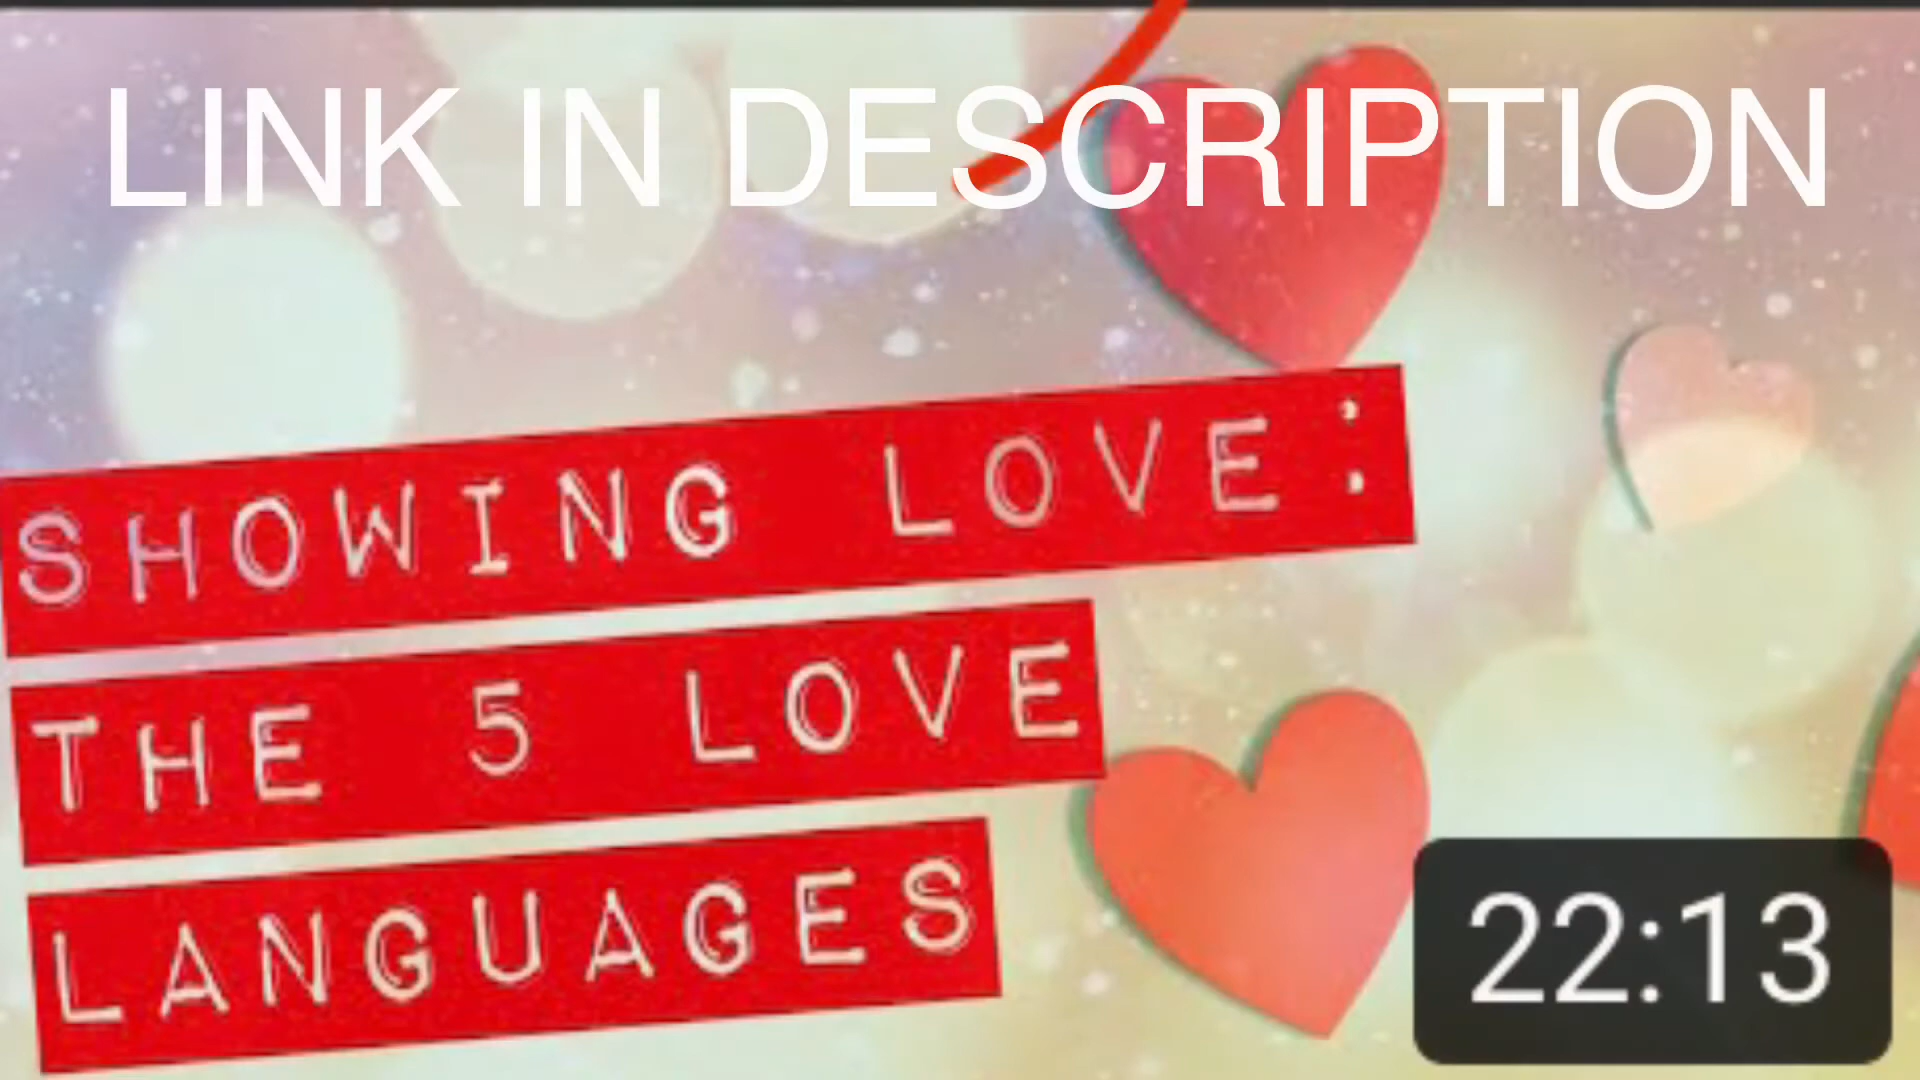 LINK IN DESCRIPTION
SHOWING LOVE:
THE 5 LOVE
LANGUAGES
22:13